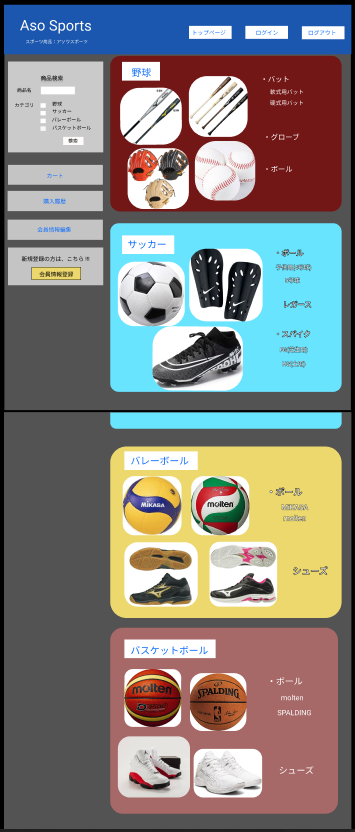 Aso Sports
スポーツ用品：アソウスポーツ
トップページ
ログイン
ログアウト
商品検索
商品名
カテゴリ
野球
サッカー
バレーボール
バスケットボール
検索
カート
購入履歴
会員情報編集
新規登録の方は、こちら
会員情報登録
野球
・バット
軟式用バット
硬式用バット
・グローブ
・ボール
サッカー
・ボール
レガース
・スパイク
バレーボール
MIKASA
molten
・ボール
MIKASA
molten
シューズ
バスケットボール
molten
SPALDING
・ボール
molten
SPALDING
シューズ